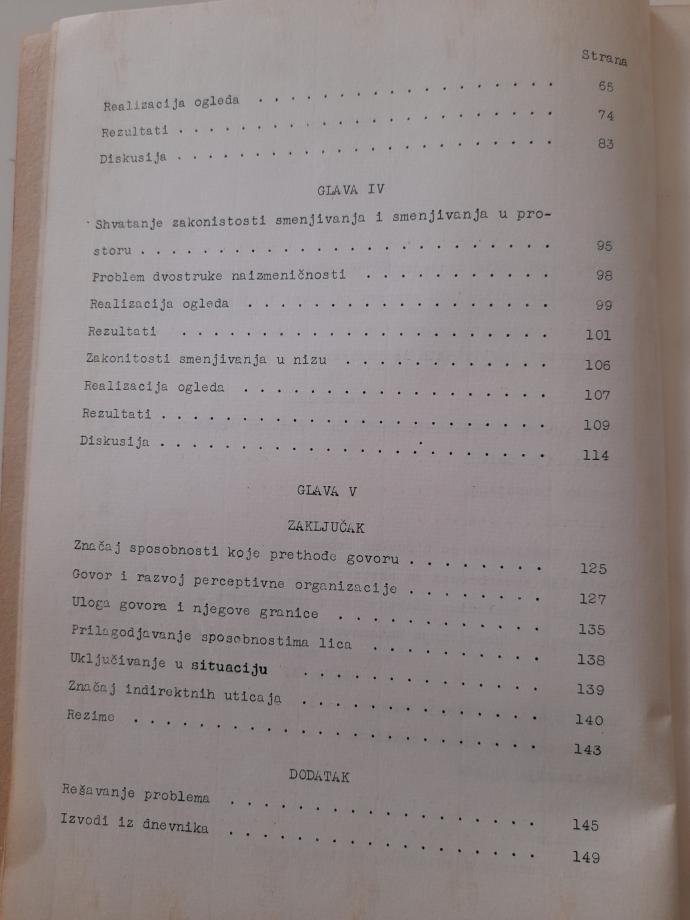 Strana
Realizacija ogleda . . . . . . . . . . . . . . . . . . 65
Rezultati . . . . . . . . . . . . . . . . . . . . . . . 74
Diskusija . . . . . . . . . . . . . . . . . . . . . . . 83
GLAVA IV
Shvatanje zakonistosti smenjivanja i smenjivanja u pro-
storu . . . . . . . . . . . . . . . . . . . . . . . . . 95
Problem dvostruke naizmeničnosti . . . . . . . . . . . 98
Realizacija ogleda . . . . . . . . . . . . . . . . . . 99
Rezultati . . . . . . . . . . . . . . . . . . . . . . . 101
Zakonitosti smenjivanja u nizu . . . . . . . . . . . . 106
Realizacija ogleda . . . . . . . . . . . . . . . . . . 107
Rezultati . . . . . . . . . . . . . . . . . . . . . . . 109
Diskusija . . . . . . . . . . . . . . . . . . . . . . . 114
GLAVA V
ZAKLJUČAK
Značaj sposobnosti koje prethode govoru . . . . . . . . 125
Govor i razvoj perceptivne organizacije . . . . . . . . 127
Uloga govora i njegove granice . . . . . . . . . . . . 135
Prilagodjavanje sposobnostima lica . . . . . . . . . . 138
Uključivanje u situaciju . . . . . . . . . . . . . . . 139
Značaj indirektnih uticaja . . . . . . . . . . . . . . 140
Rezime . . . . . . . . . . . . . . . . . . . . . . . . 143
DODATAK
Rešavanje problema . . . . . . . . . . . . . . . . . . 145
Izvodi iz dnevnika . . . . . . . . . . . . . . . . . . 149